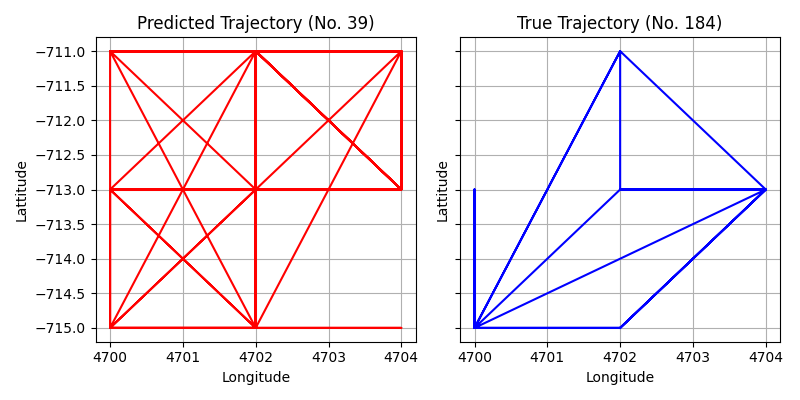 Predicted Trajectory (No. 39)
−711.0
−711.5
−712.0
−712.5
−713.0
−713.5
−714.0
−714.5
−715.0
Lattitude
4700 4701 4702 4703 4704
Longitude
True Trajectory (No. 184)
Lattitude
4700 4701 4702 4703 4704
Longitude